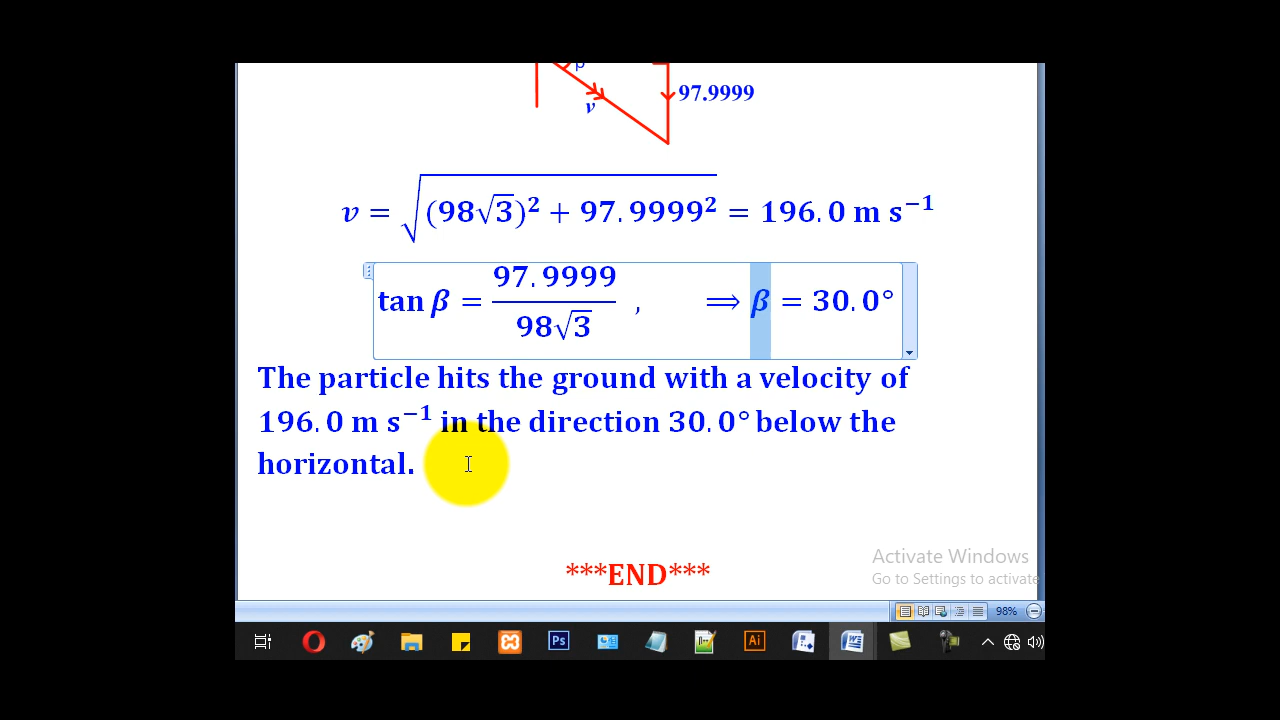 β
97.9999
v
v = √(98√3)² + 97.9999² = 196.0 m s⁻¹
tan β = 97.9999 / 98√3 , ⟹ β = 30.0°
The particle hits the ground with a velocity of
196.0 m s⁻¹ in the direction 30.0° below the
horizontal.
***END***
Activate Windows
Go to Settings to activate
98%
Ps
Ai
W